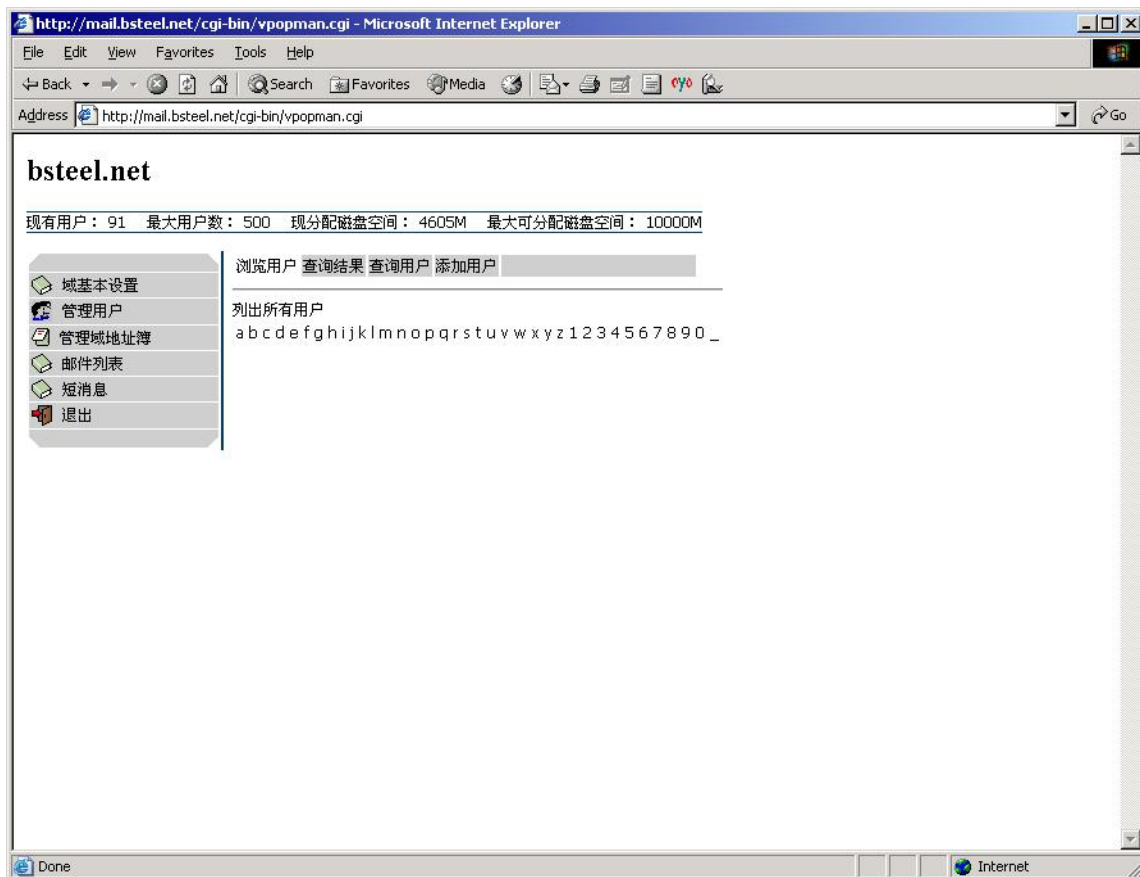 http://mail.bsteel.net/cgi-bin/vpopman.cgi - Microsoft Internet Explorer
File Edit View Favorites Tools Help
Back Search Favorites Media
Address http://mail.bsteel.net/cgi-bin/vpopman.cgi Go
bsteel.net
现有用户： 91 最大用户数： 500 现分配磁盘空间： 4605M 最大可分配磁盘空间： 10000M
浏览用户 查询结果 查询用户 添加用户
域基本设置
管理用户
管理域地址簿
邮件列表
短消息
退出
列出所有用户
a b c d e f g h i j k l m n o p q r s t u v w x y z 1 2 3 4 5 6 7 8 9 0 _
Done Internet